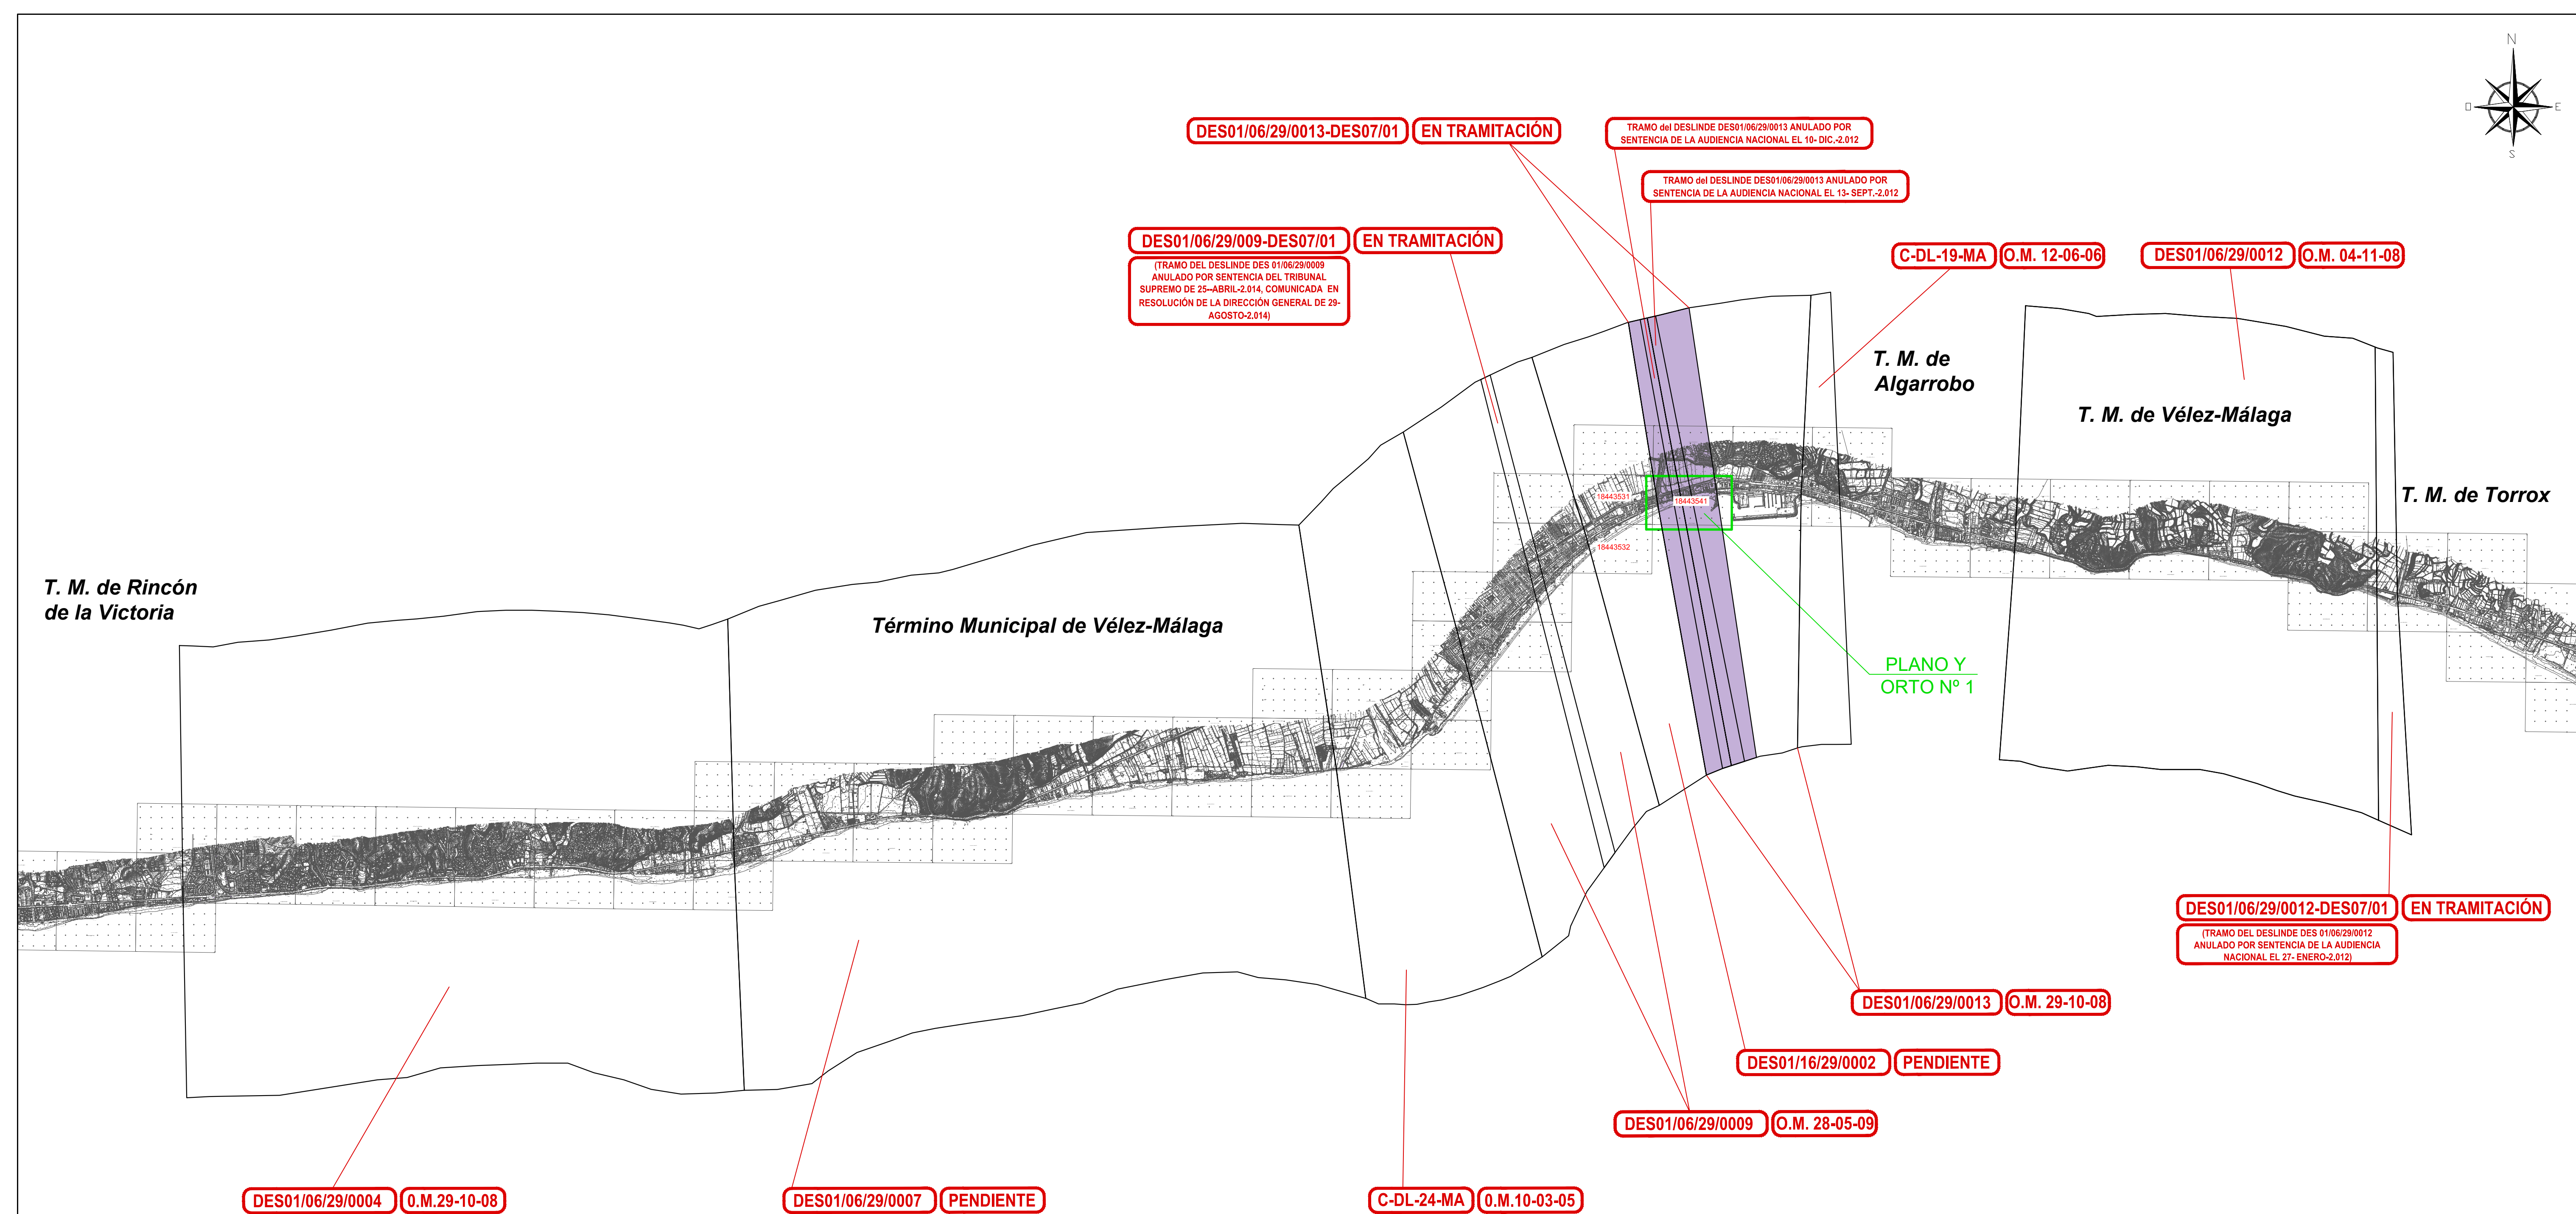 N
O
E
S
DES01/06/29/0013-DES07/01
EN TRAMITACIÓN
TRAMO del DESLINDE DES01/06/29/0013 ANULADO POR
SENTENCIA DE LA AUDIENCIA NACIONAL EL 10- DIC.-2.012
TRAMO del DESLINDE DES01/06/29/0013 ANULADO POR
SENTENCIA DE LA AUDIENCIA NACIONAL EL 13- SEPT.-2.012
DES01/06/29/009-DES07/01
EN TRAMITACIÓN
(TRAMO DEL DESLINDE DES 01/06/29/0009
ANULADO POR SENTENCIA DEL TRIBUNAL
SUPREMO DE 25--ABRIL-2.014, COMUNICADA EN
RESOLUCIÓN DE LA DIRECCIÓN GENERAL DE 29-
AGOSTO-2,014)
C-DL-19-MA
O.M. 12-06-06
DES01/06/29/0012
O.M. 04-11-08
T. M. de
Algarrobo
T. M. de Vélez-Málaga
T. M. de Torrox
18443531
18443541
18443532
T. M. de Rincón
de la Victoria
Término Municipal de Vélez-Málaga
PLANO Y
ORTO Nº 1
DES01/06/29/0012-DES07/01
EN TRAMITACIÓN
(TRAMO DEL DESLINDE DES 01/06/29/0012
ANULADO POR SENTENCIA DE LA AUDIENCIA
NACIONAL EL 27- ENERO-2,012)
DES01/06/29/0013
O.M. 29-10-08
DES01/16/29/0002
PENDIENTE
DES01/06/29/0009
O.M. 28-05-09
DES01/06/29/0004
0.M.29-10-08
DES01/06/29/0007
PENDIENTE
C-DL-24-MA
0.M.10-03-05